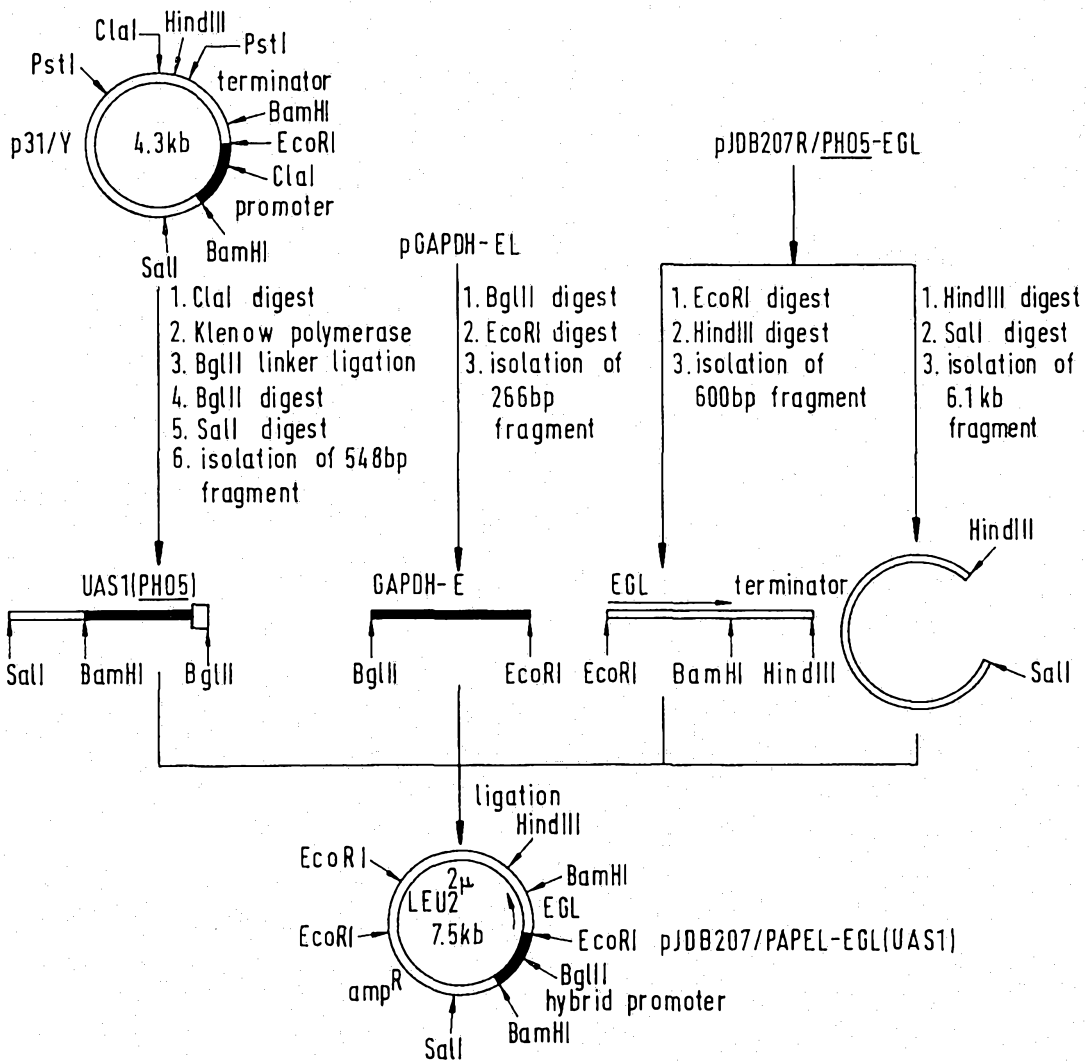 ClaI
HindIII
PstI
PstI
terminator
BamHI
EcoRI
p31/Y
4.3kb
ClaI
promoter
BamHI
SalI
pJDB207R/PHO5-EGL
pGAPDH-EL
1. ClaI digest
2. Klenow polymerase
3. BglII linker ligation
4. BglII digest
5. SalI digest
6. isolation of 548bp
fragment
1. BglII digest
2. EcoRI digest
3. isolation of
266bp
fragment
1. EcoRI digest
2. HindIII digest
3. isolation of
600bp fragment
1. HindIII digest
2. SalI digest
3. isolation of
6.1kb
fragment
UAS1(PHO5)
SalI
BamHI
BglII
GAPDH-E
BglII
EcoRI
EGL
terminator
EcoRI
BamHI
HindIII
HindIII
SalI
ligation
HindIII
EcoRI
2µ
BamHI
LEU2
EGL
EcoRI
7.5kb
EcoRI
pJDB207/PAPEL-EGL(UAS1)
BglII
ampR
hybrid promoter
BamHI
SalI